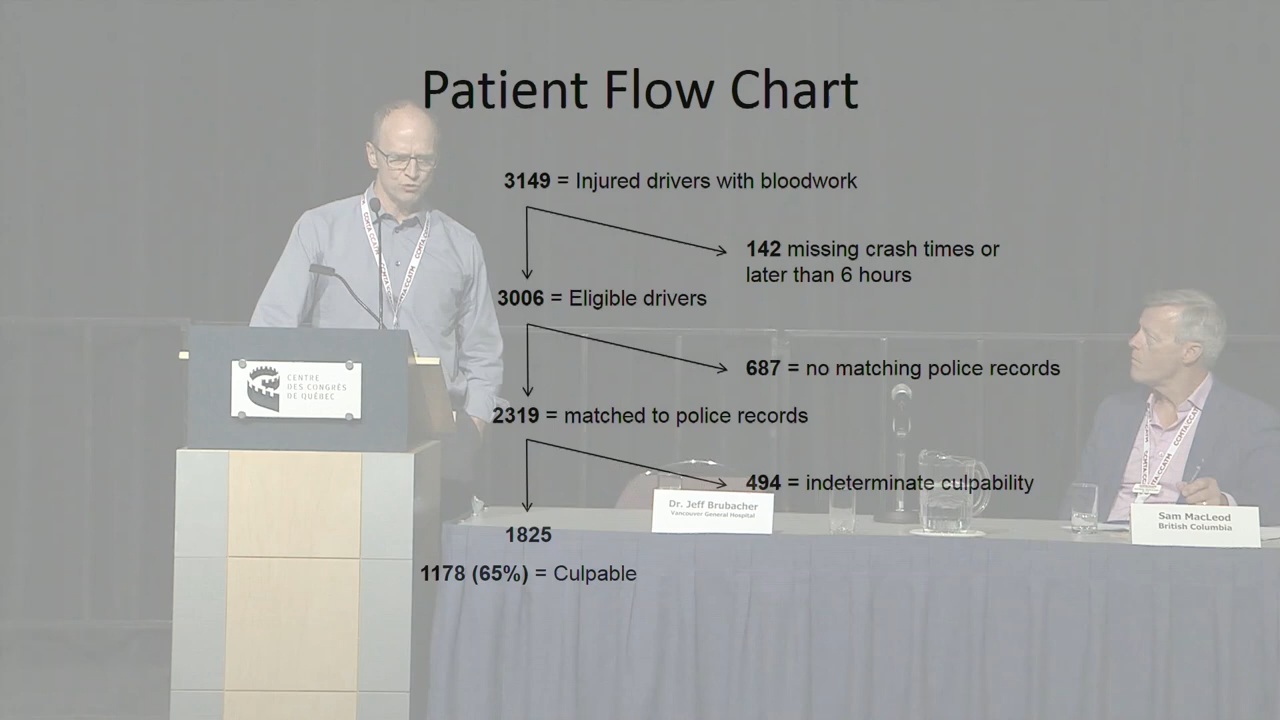 Patient Flow Chart
3149 = Injured drivers with bloodwork
142 missing crash times or
later than 6 hours
3006 = Eligible drivers
687 = no matching police records
2319 = matched to police records
494 = indeterminate culpability
1825
1178 (65%) = Culpable
CENTRE
DES CONGRÈS
DE QUÉBEC
Dr. Jeff Brubacher
Vancouver General Hospital
Sam MacLeod
British Columbia